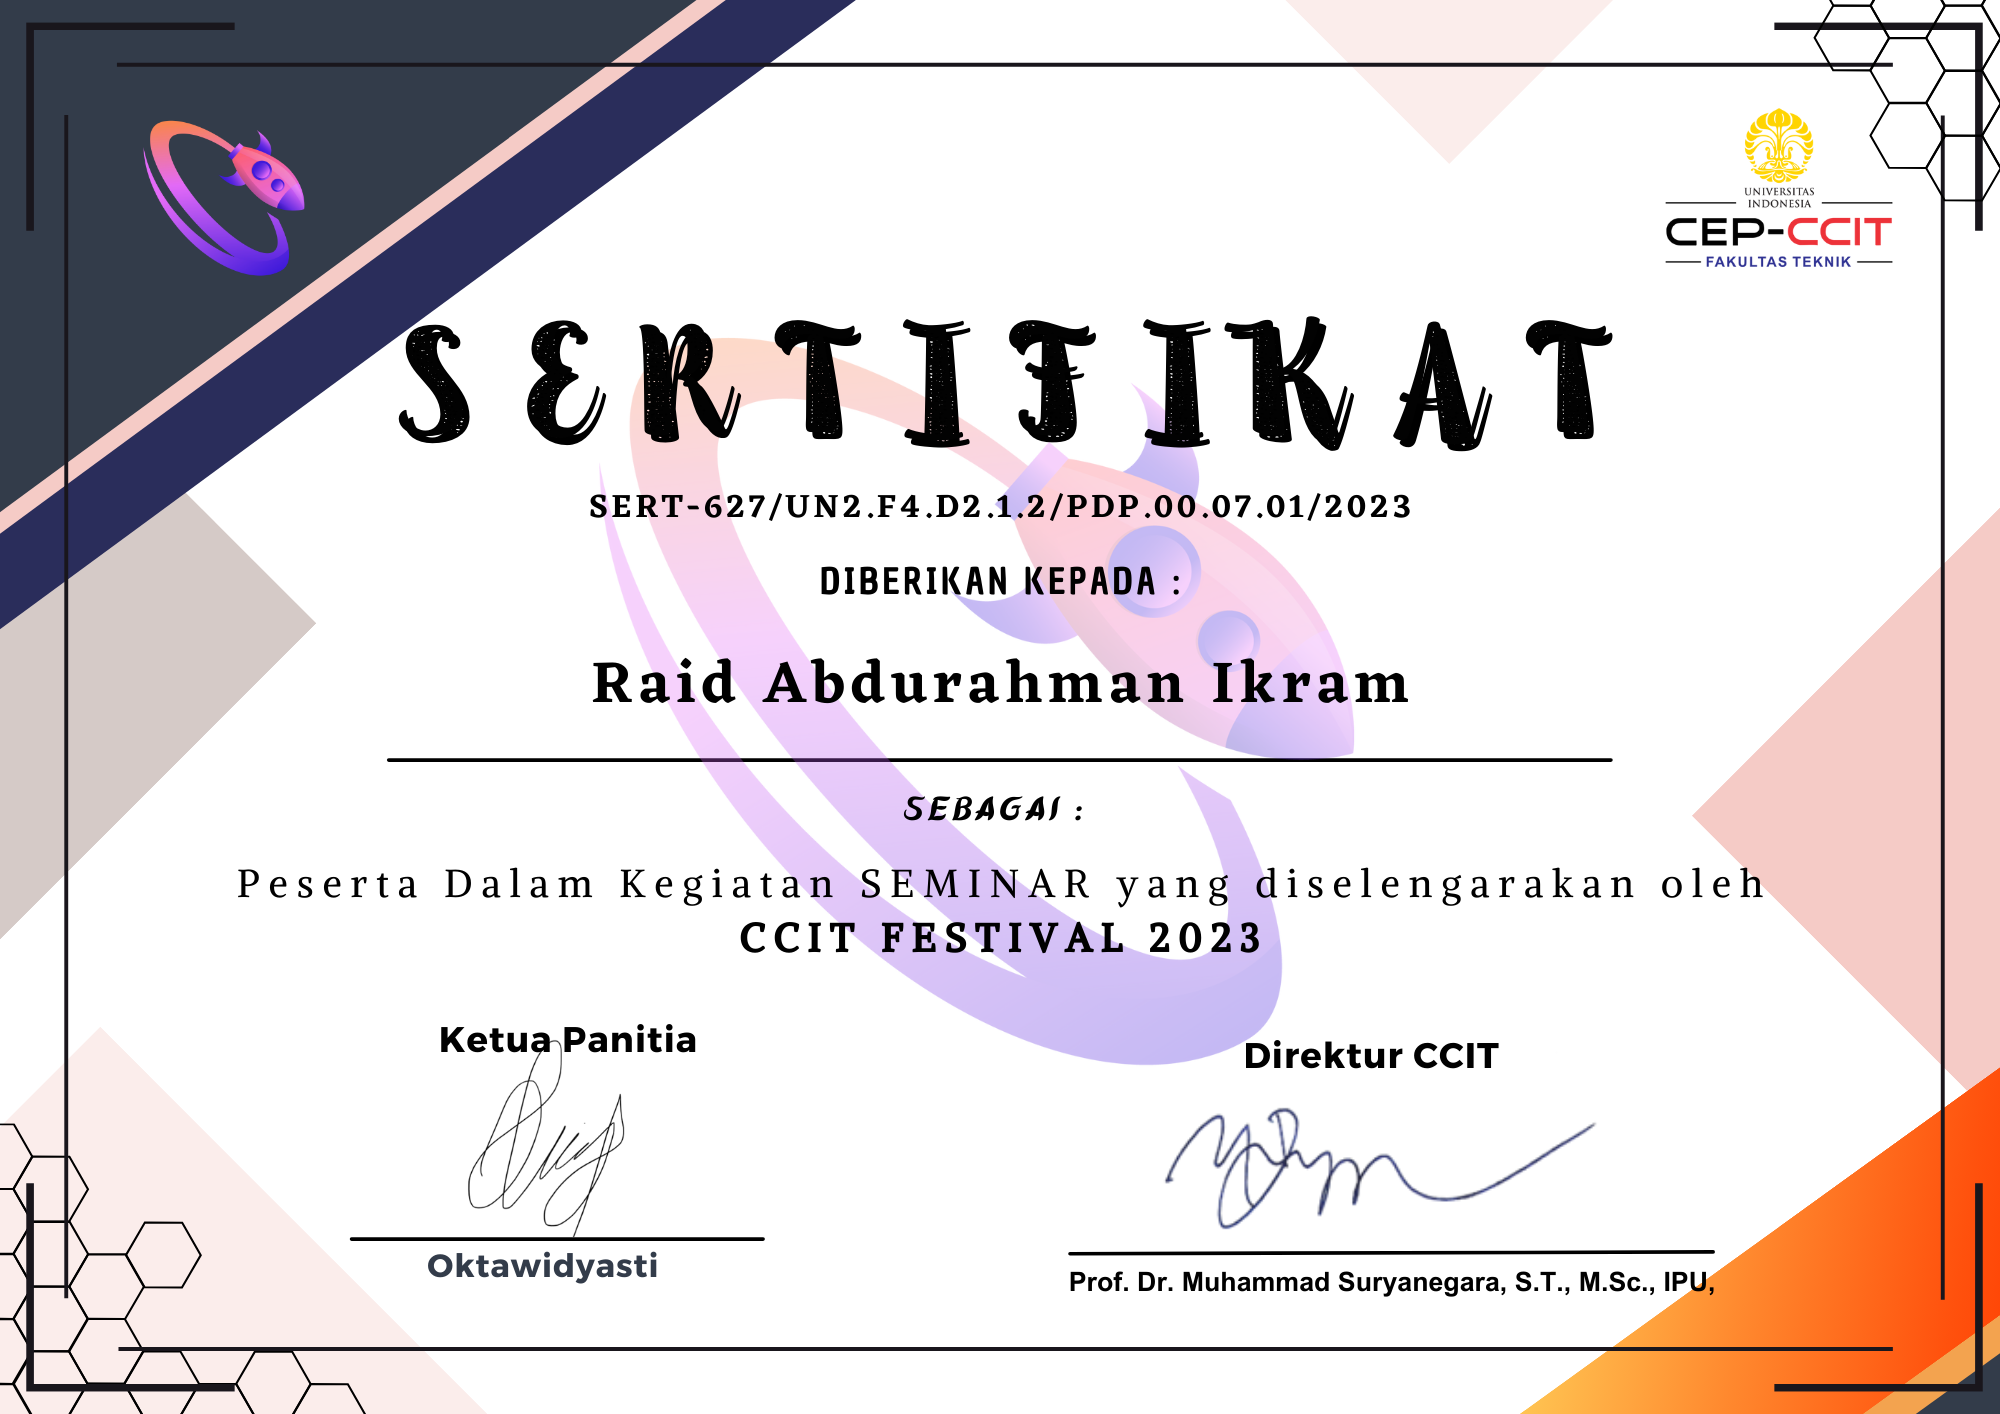 UNIVERSITAS
INDONESIA
CEP-CCIT
FAKULTAS TEKNIK
SERTIFIKAT
SERT-627/UN2.F4.D2.1.2/PDP.00.07.01/2023
DIBERIKAN KEPADA :
Raid Abdurahman Ikram
SEBAGAI :
Peserta Dalam Kegiatan SEMINAR yang diselengarakan oleh
CCIT FESTIVAL 2023
Ketua Panitia
Direktur CCIT
Oktawidyasti
Prof. Dr. Muhammad Suryanegara, S.T., M.Sc., IPU,